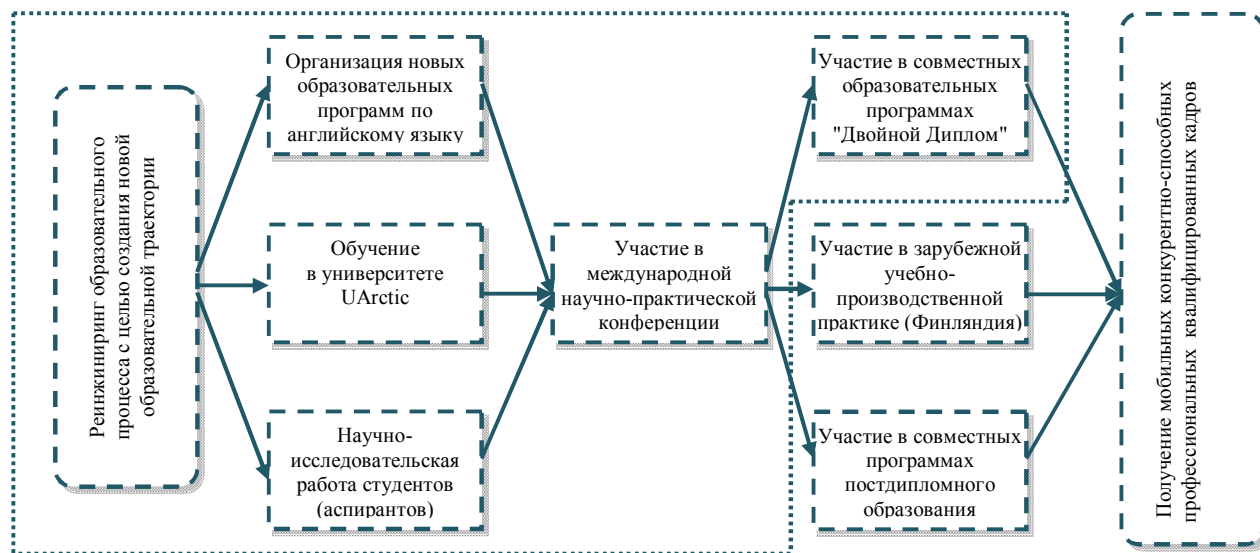 Реинжиниринг образовательного
процесса с целью создания новой
образовательной траектории
Организация новых
образовательных
программ по
английскому языку
Обучение
в университете
UArctic
Научно-
исследовательская
работа студентов
(аспирантов)
Участие в
международной
научно-практической
конференции
Участие в совместных
образовательных
программах
"Двойной Диплом"
Участие в зарубежной
учебно-
производственной
практике (Финляндия)
Участие в совместных
программах
постдипломного
образования
Получение мобильных конкурентно-способных
профессиональных квалифицированных кадров